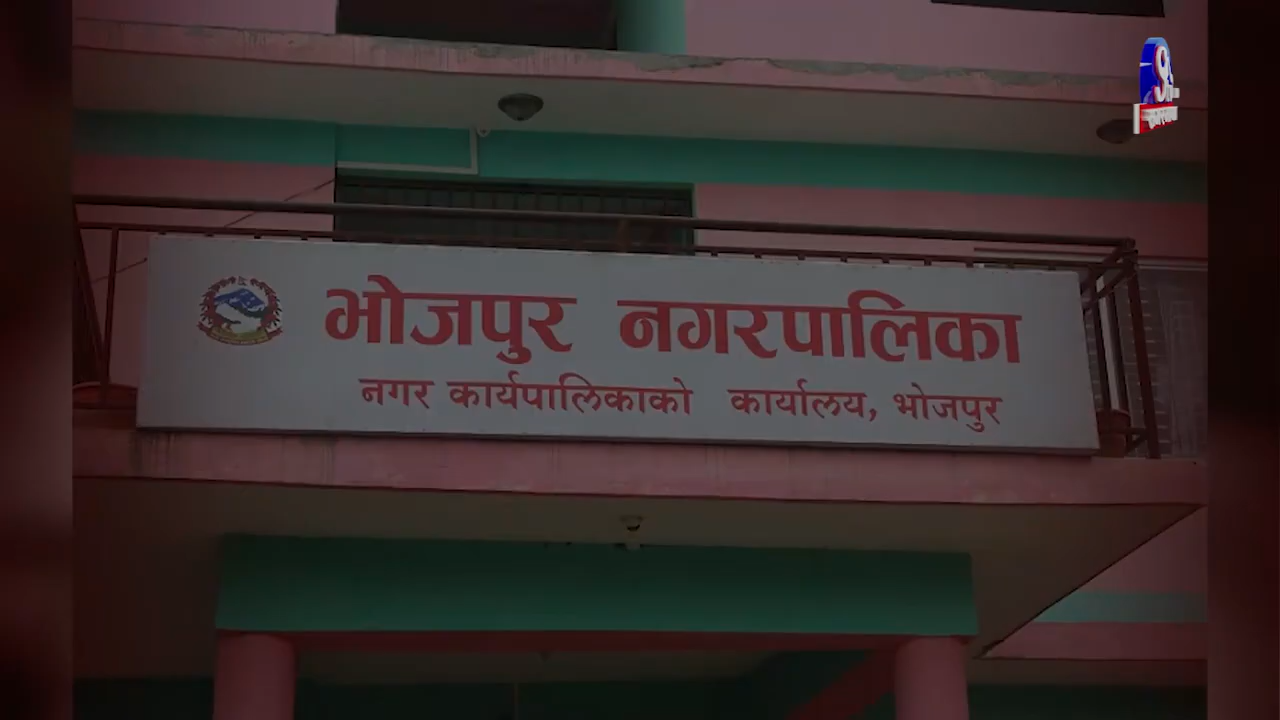 भोजपुर नगरपालिका
नगर कार्यपालिकाको कार्यालय, भोजपुर